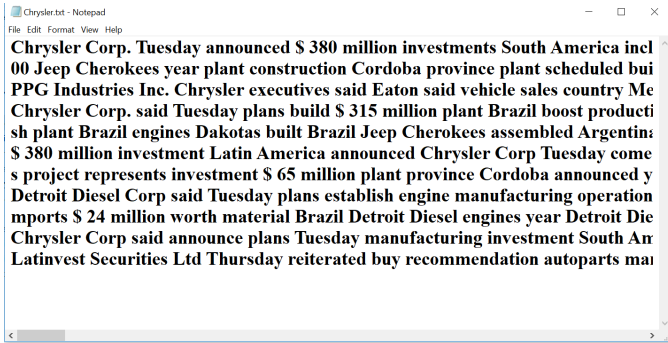 Chrysler.txt - Notepad
File Edit Format View Help
Chrysler Corp. Tuesday announced $ 380 million investments South America incl
00 Jeep Cherokees year plant construction Cordoba province plant scheduled bui
PPG Industries Inc. Chrysler executives said Eaton said vehicle sales country Me
Chrysler Corp. said Tuesday plans build $ 315 million plant Brazil boost producti
sh plant Brazil engines Dakotas built Brazil Jeep Cherokees assembled Argentina
$ 380 million investment Latin America announced Chrysler Corp Tuesday come
s project represents investment $ 65 million plant province Cordoba announced y
Detroit Diesel Corp said Tuesday plans establish engine manufacturing operation
mports $ 24 million worth material Brazil Detroit Diesel engines year Detroit Die
Chrysler Corp said announce plans Tuesday manufacturing investment South Am
Latinvest Securities Ltd Thursday reiterated buy recommendation autoparts mar